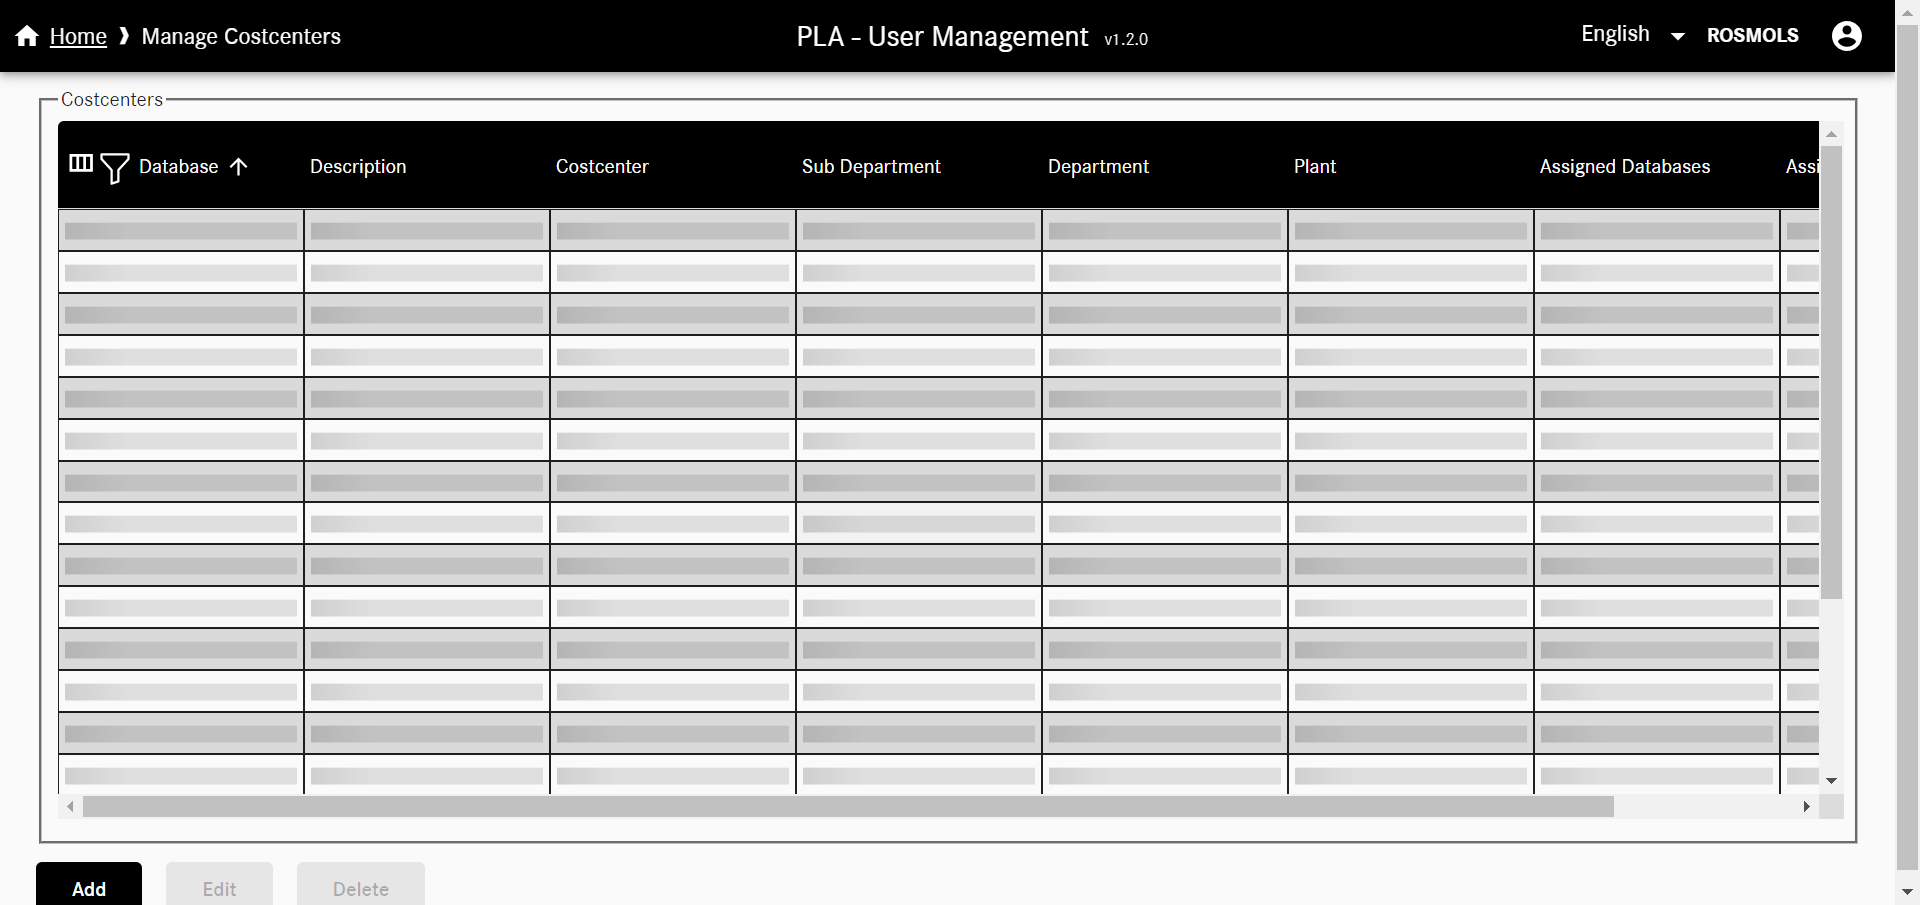 Home ❱ Manage Costcenters
PLA - User Management v1.2.0
English
ROSMOLS
Costcenters
Database Description Costcenter Sub Department Department Plant Assigned Databases Assi
Add Edit Delete